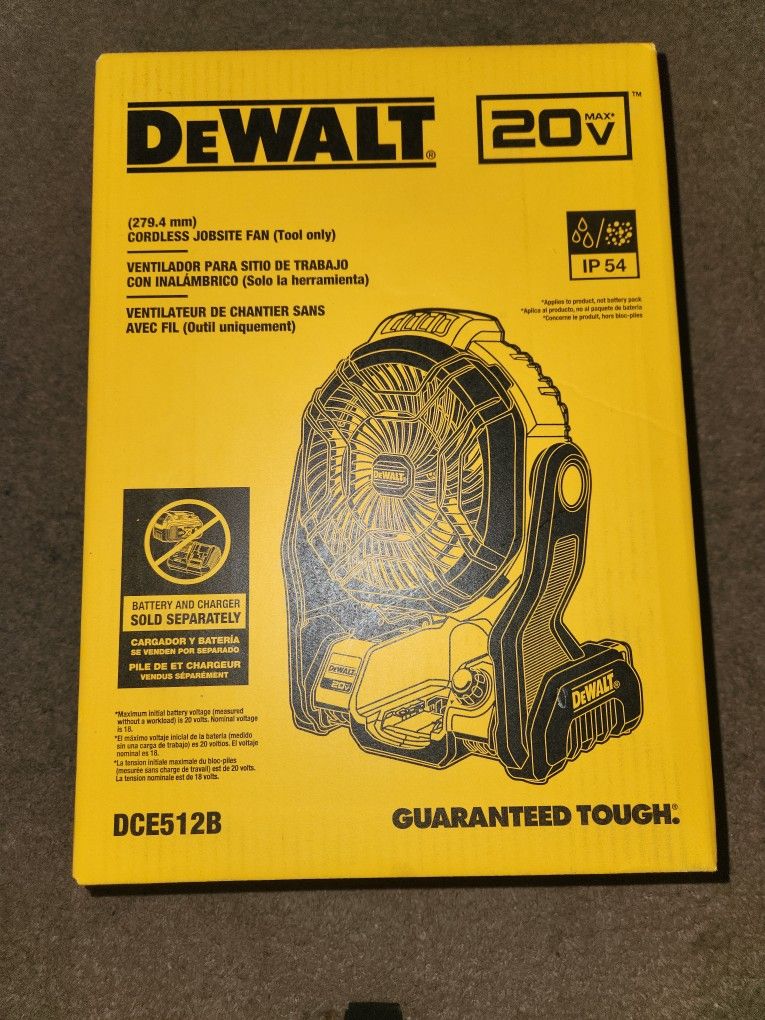 DEWALT®
20V MAX* ™
(279.4 mm)
CORDLESS JOBSITE FAN (Tool only)
VENTILADOR PARA SITIO DE TRABAJO
CON INALÁMBRICO (Solo la herramienta)
VENTILATEUR DE CHANTIER SANS
AVEC FIL (Outil uniquement)
IP 54
*Applies to product, not battery pack
*Aplica al producto, no al paquete de bateria
*Concerne le produit, hors bloc-piles
DEWALT
DEWALT
20V
DEWALT®
BATTERY AND CHARGER
SOLD SEPARATELY
CARGADOR Y BATERÍA
SE VENDEN POR SEPARADO
PILE DE ET CHARGEUR
VENDUS SÉPARÉMENT
*Maximum initial battery voltage (measured
without a workload) is 20 volts. Nominal voltage
is 18.
*El máximo voltaje inicial de la batería (medido
sin una carga de trabajo) es 20 voltios. El voltaje
nominal es 18.
*La tension initiale maximale du bloc-piles
(mesurée sans charge de travail) est de 20 volts.
La tension nominale est de 18 volts.
DCE512B
GUARANTEED TOUGH.®